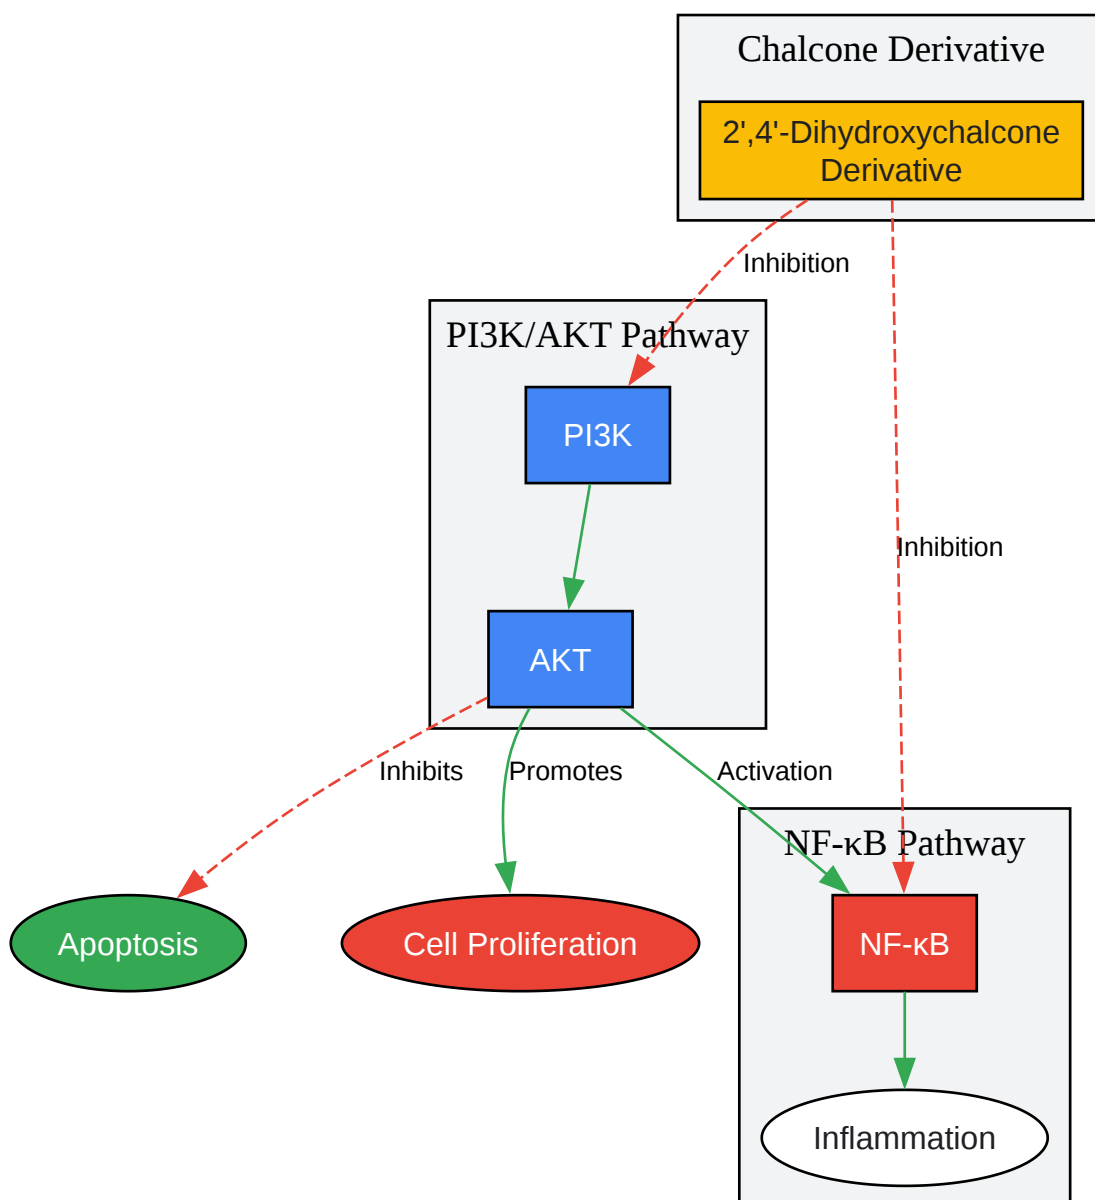 Chalcone Derivative
2',4'-Dihydroxychalcone
Derivative
Inhibition
PI3K/AKT Pathway
PI3K
Inhibition
AKT
Inhibits
Promotes
Activation
NF-κB Pathway
Apoptosis
Cell Proliferation
NF-κB
Inflammation